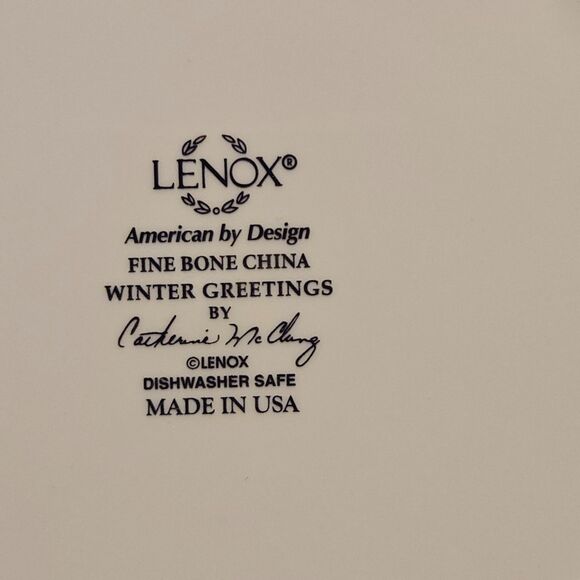 LENOX®
American by Design
FINE BONE CHINA
WINTER GREETINGS
BY
Catherine McClung
©LENOX
DISHWASHER SAFE
MADE IN USA